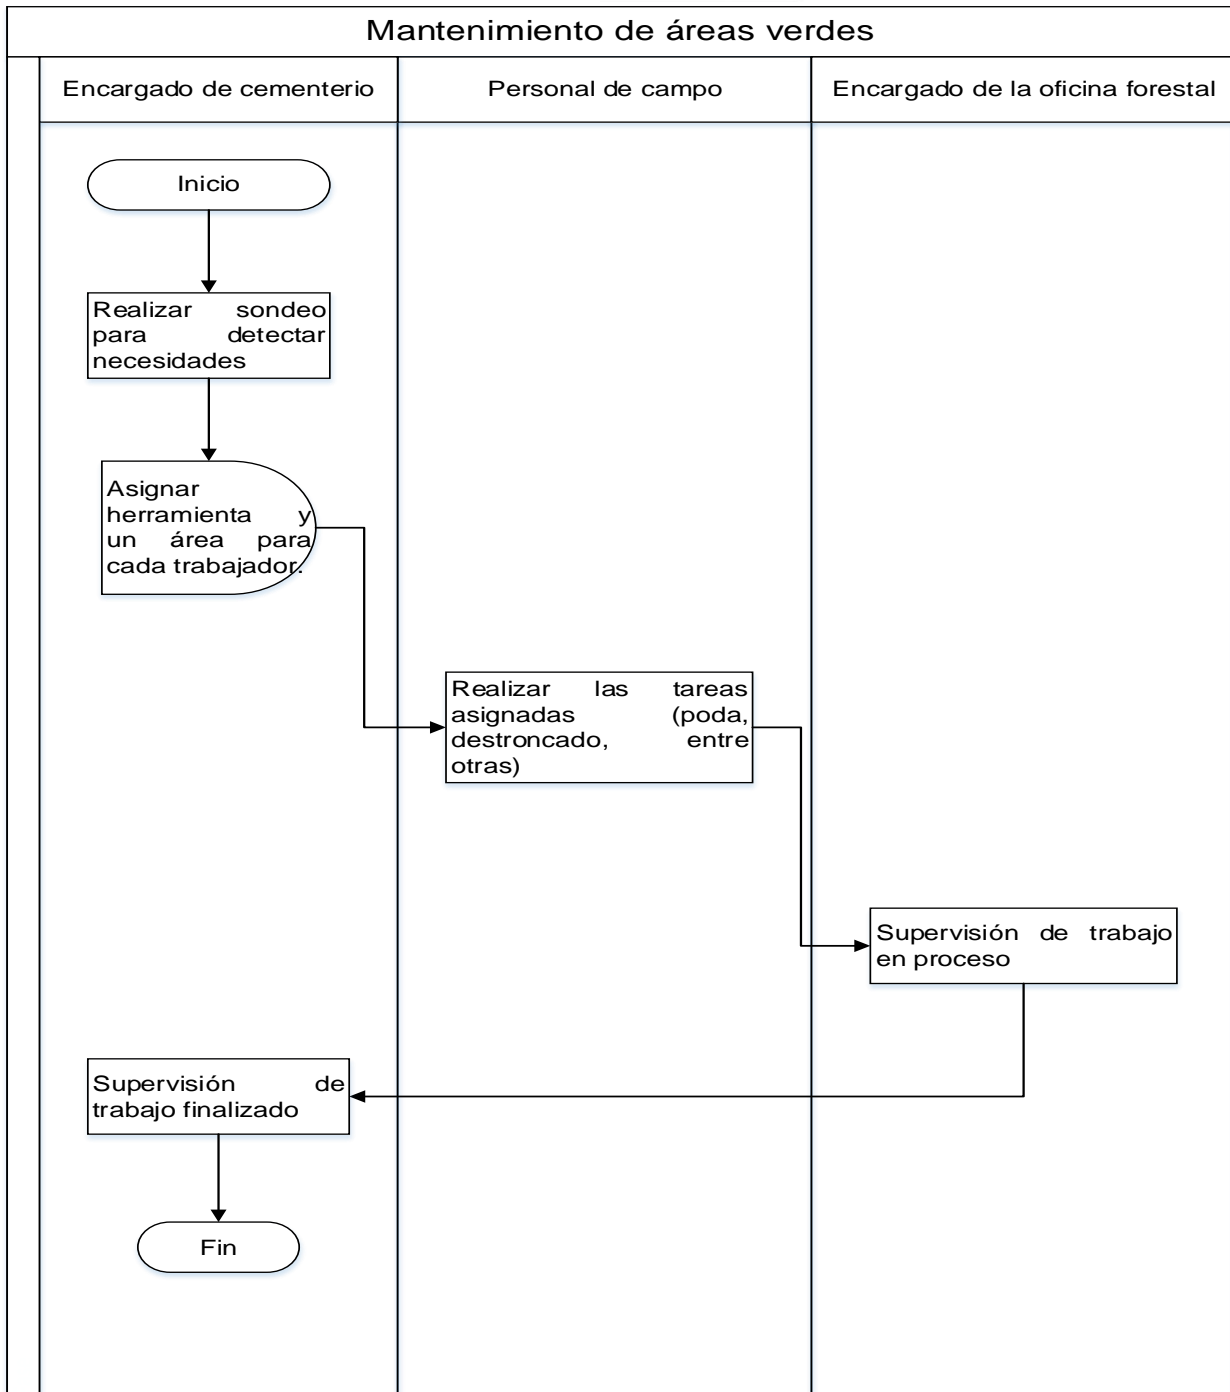 Mantenimiento de áreas verdes
Encargado de cementerio
Personal de campo
Encargado de la oficina forestal
Inicio
Realizar sondeo
para detectar
necesidades
Asignar
herramienta y
un área para
cada trabajador.
Realizar las tareas
asignadas (poda,
destroncado, entre
otras)
Supervisión de trabajo
en proceso
Supervisión de
trabajo finalizado
Fin